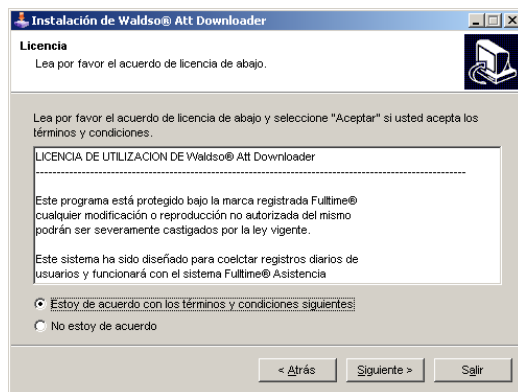 Instalación de Waldso® Att Downloader
Licencia
Lea por favor el acuerdo de licencia de abajo.
Lea por favor el acuerdo de licencia de abajo y seleccione "Aceptar" si usted acepta los
términos y condiciones.
LICENCIA DE UTILIZACION DE Waldso® Att Downloader
----------------------------------------------------------------------------------------------------
Este programa está protegido bajo la marca registrada Fulltime®
cualquier modificación o reproducción no autorizada del mismo
podrán ser severamente castigados por la ley vigente.
Este sistema ha sido diseñado para coelctar registros diarios de
usuarios y funcionará con el sistema Fulltime® Asistencia
Estoy de acuerdo con los términos y condiciones siguientes
No estoy de acuerdo
< Atrás Siguiente > Salir